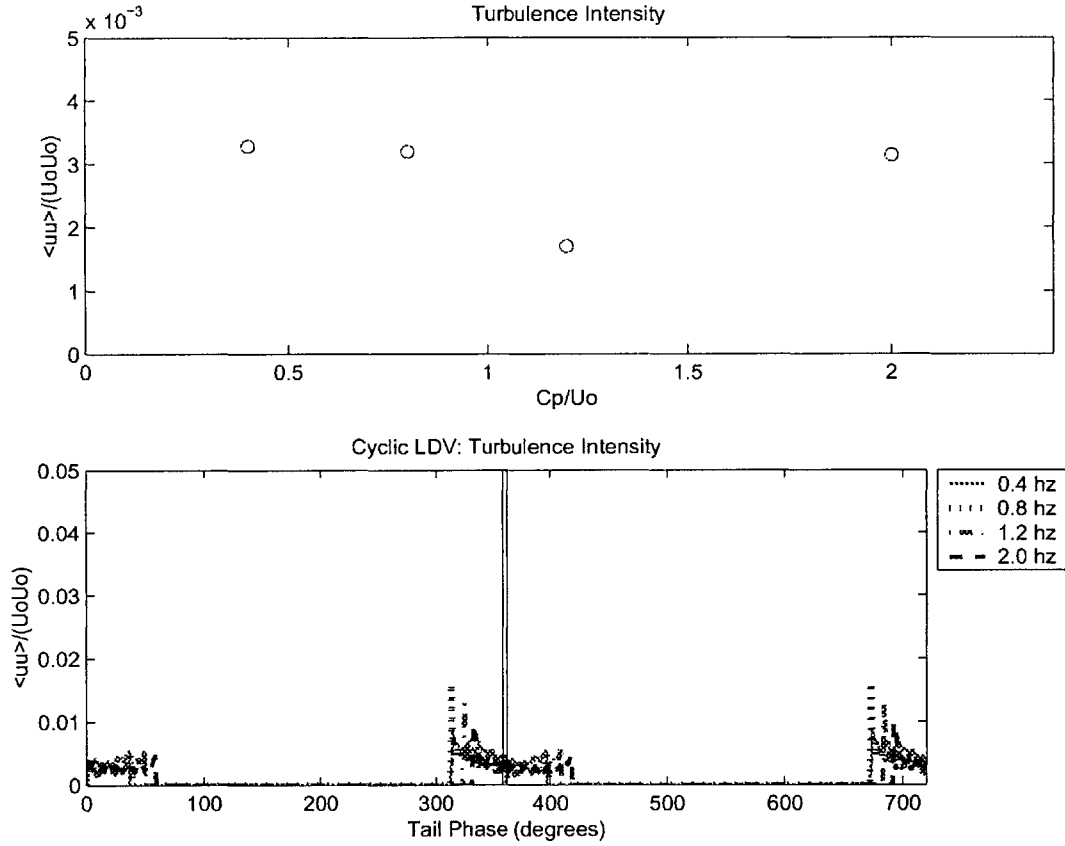 Turbulence Intensity
x 10⁻³
5
4
3
2
1
0
<uu>/(UoUo)
0 0.5 1 1.5 2
Cp/Uo
Cyclic LDV: Turbulence Intensity
0.05
0.04
0.03
0.02
0.01
0
<uu>/(UoUo)
0 100 200 300 400 500 600 700
Tail Phase (degrees)
0.4 hz
0.8 hz
1.2 hz
2.0 hz